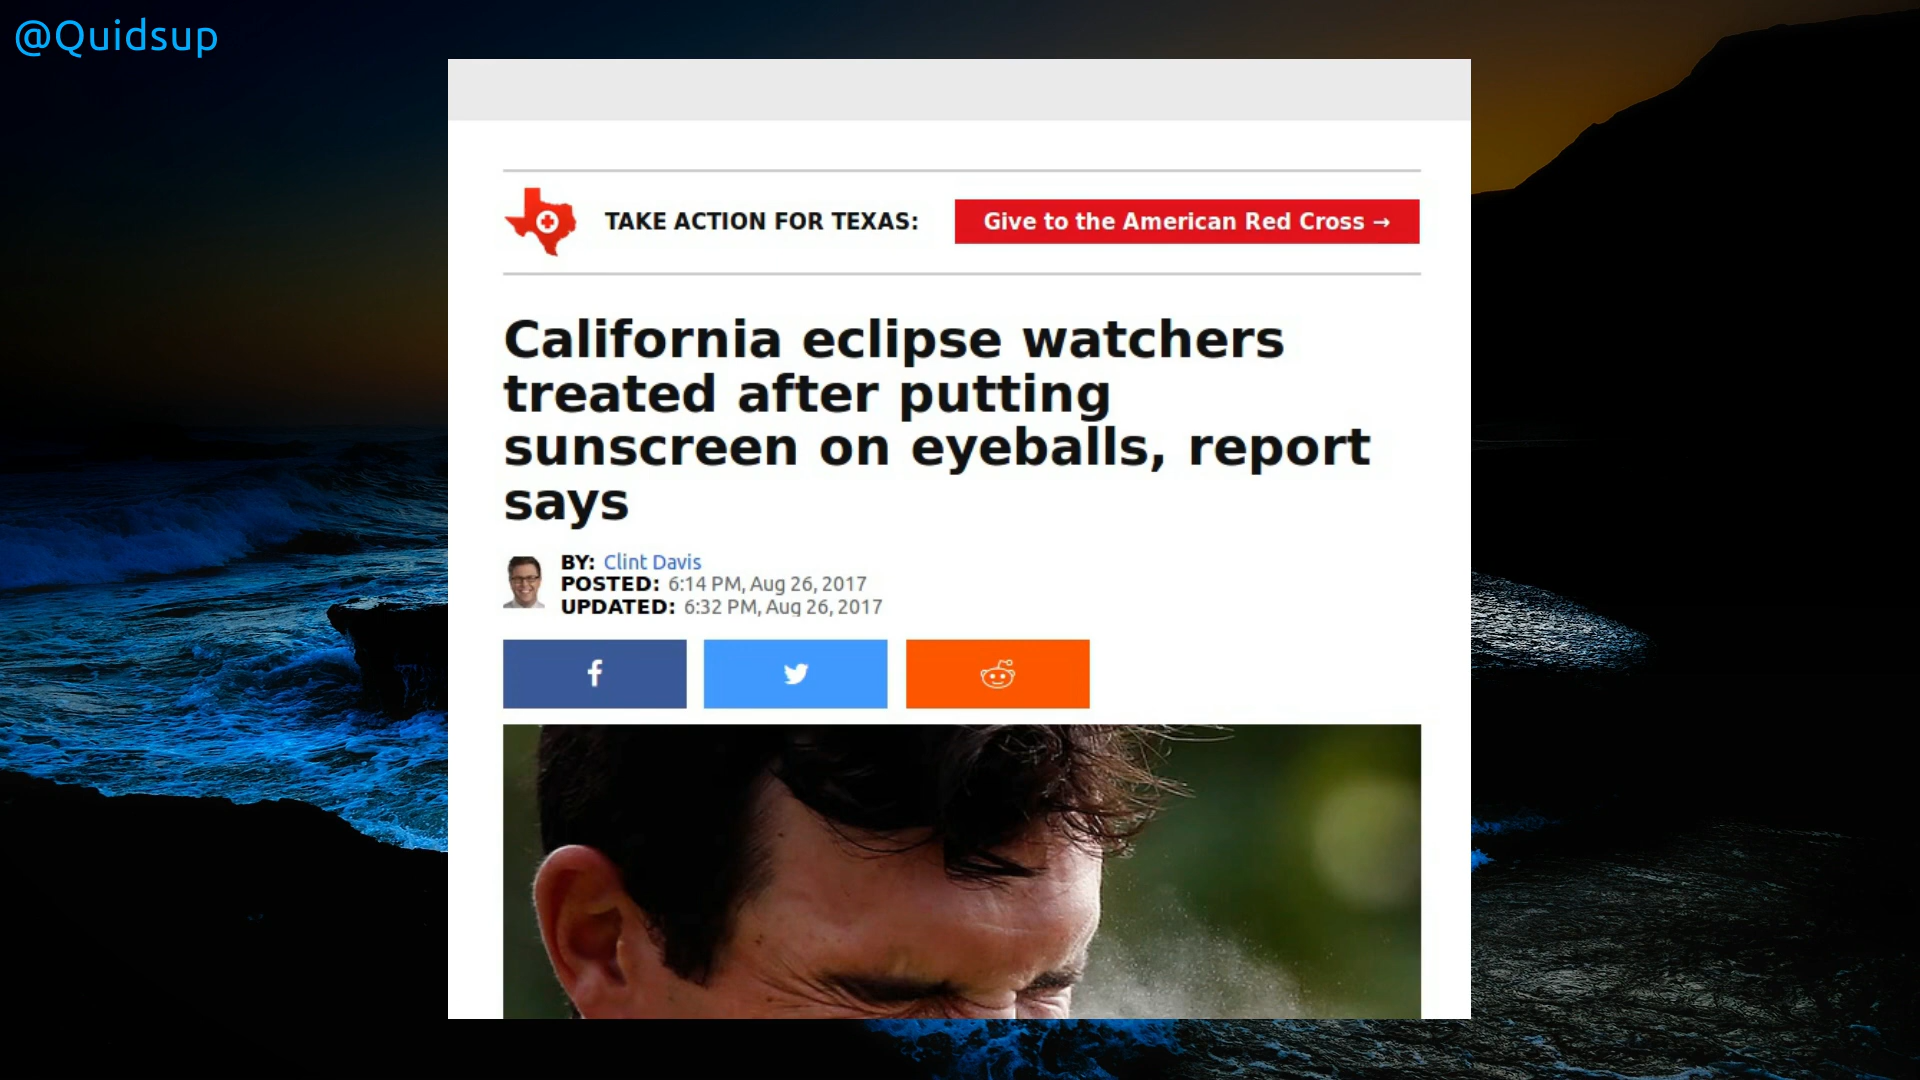 @Quidsup
TAKE ACTION FOR TEXAS:
Give to the American Red Cross →
California eclipse watchers
treated after putting
sunscreen on eyeballs, report
says
BY: Clint Davis
POSTED: 6:14 PM, Aug 26, 2017
UPDATED: 6:32 PM, Aug 26, 2017